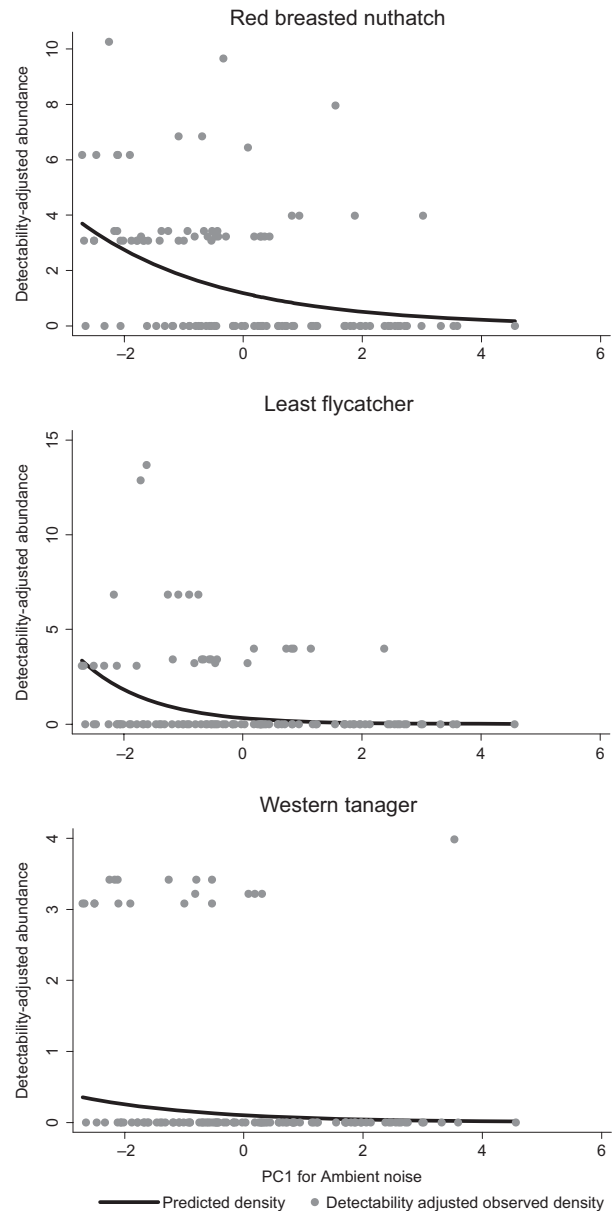 Red breasted nuthatch
10
8
6
4
2
0
Detectability-adjusted abundance
–2 0 2 4 6
Least flycatcher
15
10
5
0
Detectability-adjusted abundance
–2 0 2 4 6
Western tanager
4
3
2
1
0
Detectability-adjusted abundance
–2 0 2 4 6
PC1 for Ambient noise
Predicted density Detectability adjusted observed density